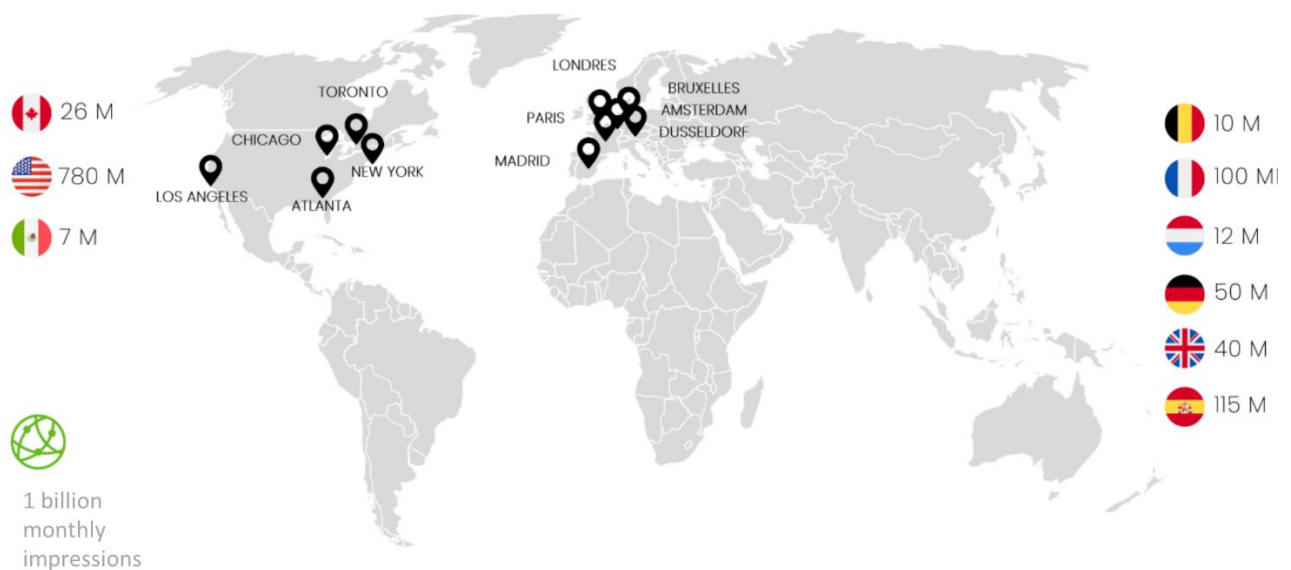 26 M
780 M
7 M
1 billion
monthly
impressions
LOS ANGELES
CHICAGO
TORONTO
NEW YORK
ATLANTA
LONDRES
PARIS
MADRID
BRUXELLES
AMSTERDAM
DUSSELDORF
10 M
100 M
12 M
50 M
40 M
115 M